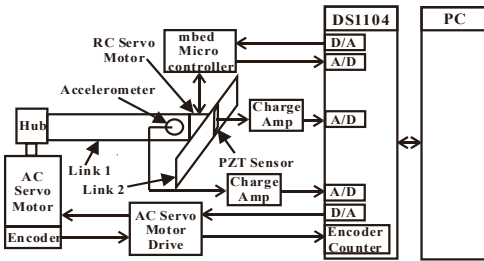 DS1104
PC
mbed
Micro
controller
RC Servo
Motor
D/A
A/D
Accelerometer
Charge
Amp
A/D
Hub
PZT Sensor
Link 1
Link 2
AC
Servo
Motor
Charge
Amp
A/D
D/A
AC Servo
Motor
Drive
Encoder
Encoder
Counter